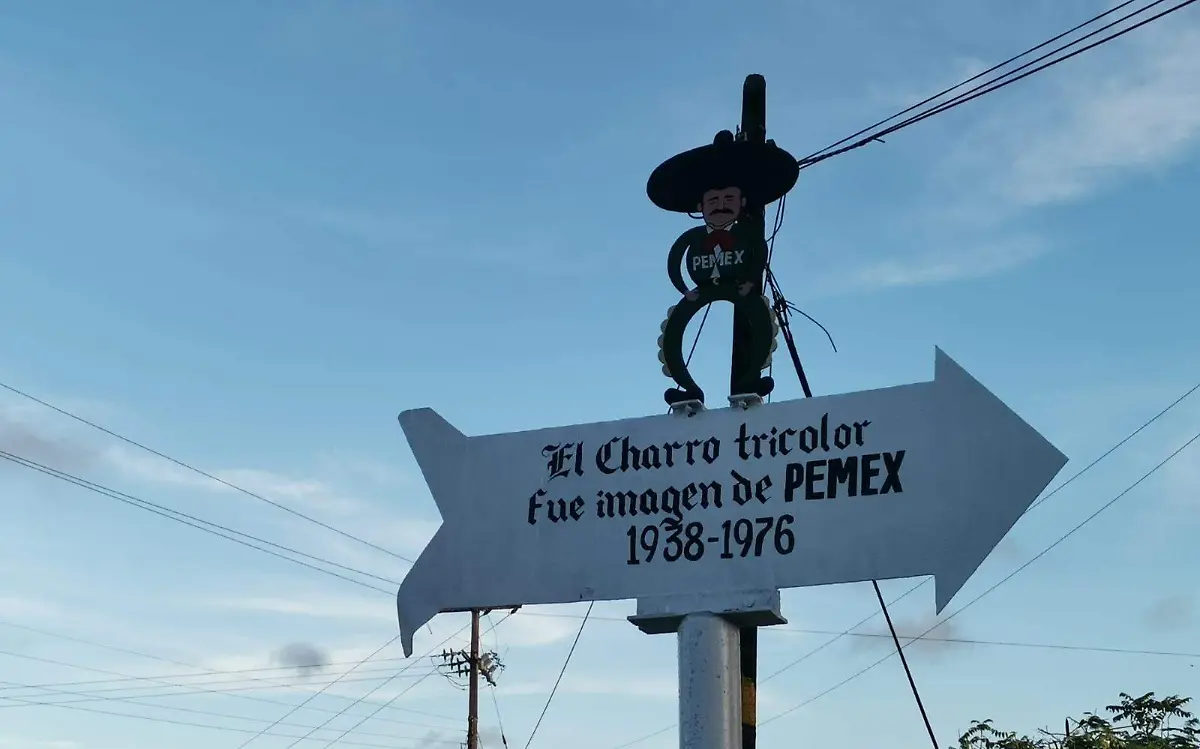 PEMEX
El Charro tricolor
fue imagen de PEMEX
1938-1976